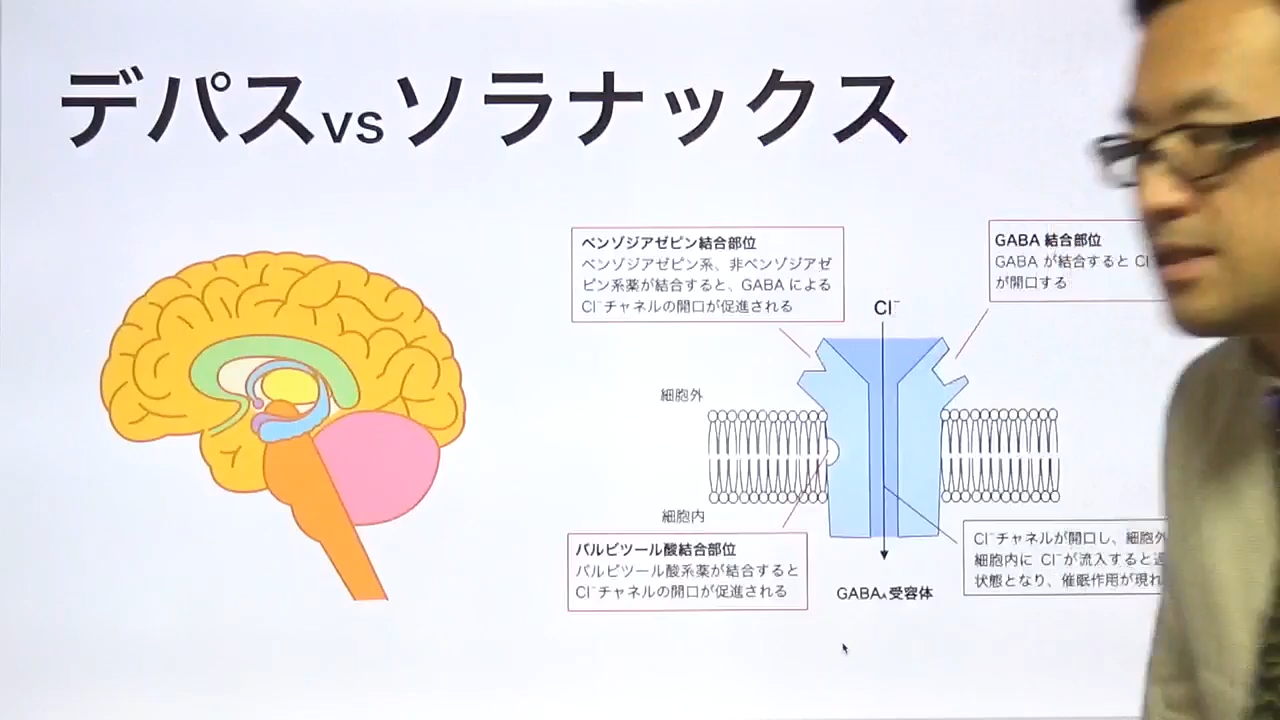 デパス vs ソラナックス
ベンゾジアゼピン結合部位
ベンゾジアゼピン系、非ベンゾジアゼ
ピン系薬が結合すると、GABA による
Cl⁻チャネルの開口が促進される
GABA 結合部位
GABA が結合すると Cl
が開口する
Cl⁻
細胞外
細胞内
バルビツール酸結合部位
バルビツール酸系薬が結合すると
Cl⁻チャネルの開口が促進される
Cl⁻チャネルが開口し、細胞外
細胞内に Cl⁻が流入すると
状態となり、催眠作用が現れ
GABAₐ受容体